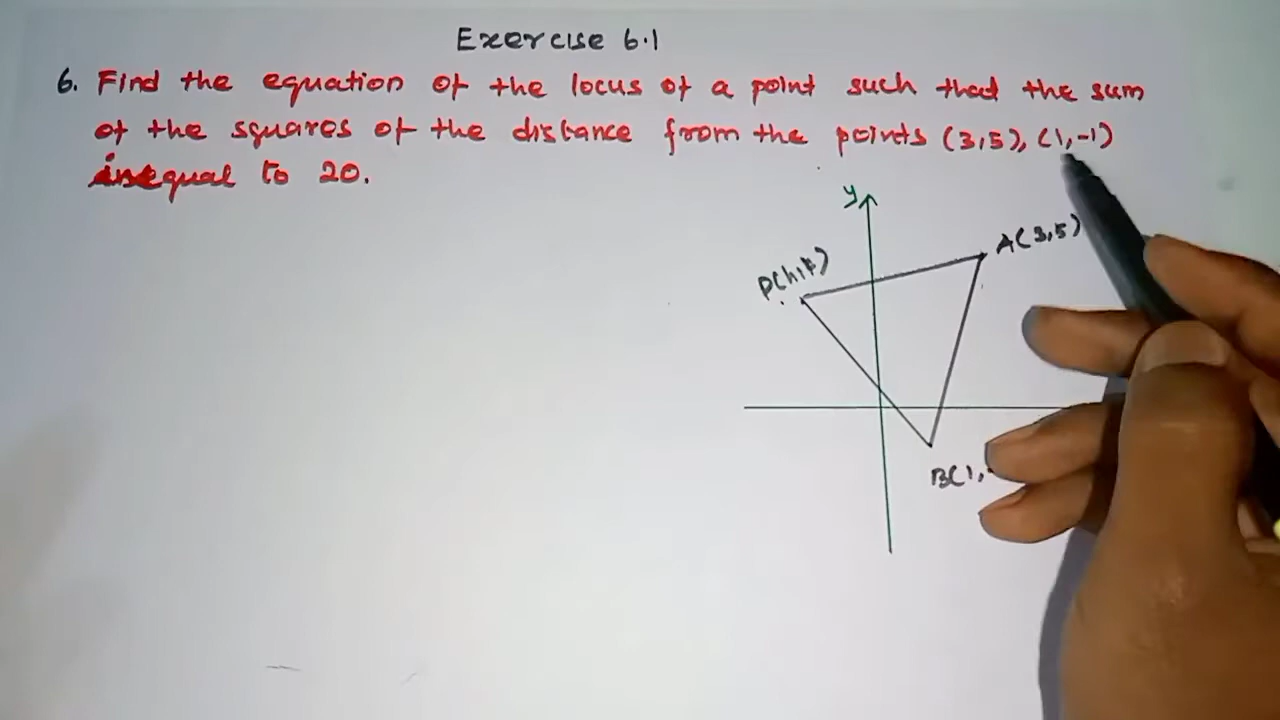 Exercise 6.1
6. Find the equation of the locus of a point such that the sum
of the squares of the distance from the points (3,5), (1,-1)
is equal to 20.
y
A(3,5)
P(h,k)
B(1,